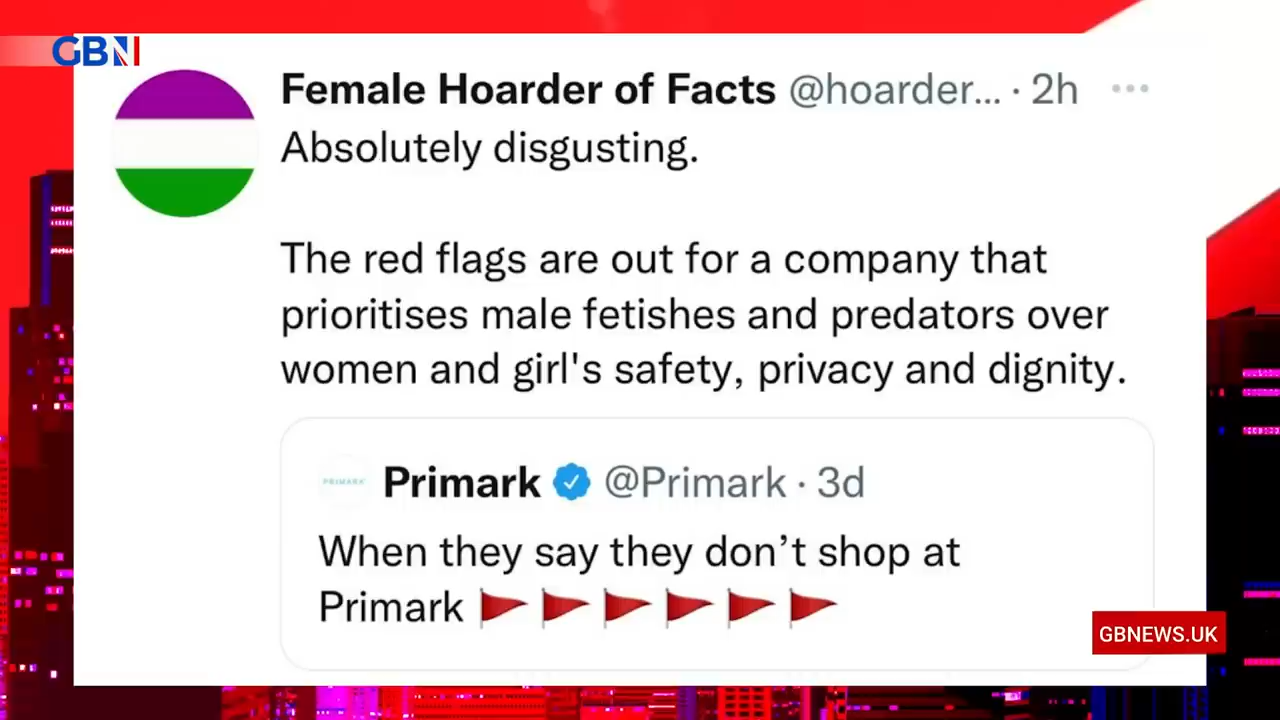 GBN
Female Hoarder of Facts @hoarder... · 2h
Absolutely disgusting.
The red flags are out for a company that
prioritises male fetishes and predators over
women and girl's safety, privacy and dignity.
PRIMARK
Primark @Primark · 3d
When they say they don’t shop at
Primark 🚩🚩🚩🚩🚩🚩
GBNEWS.UK